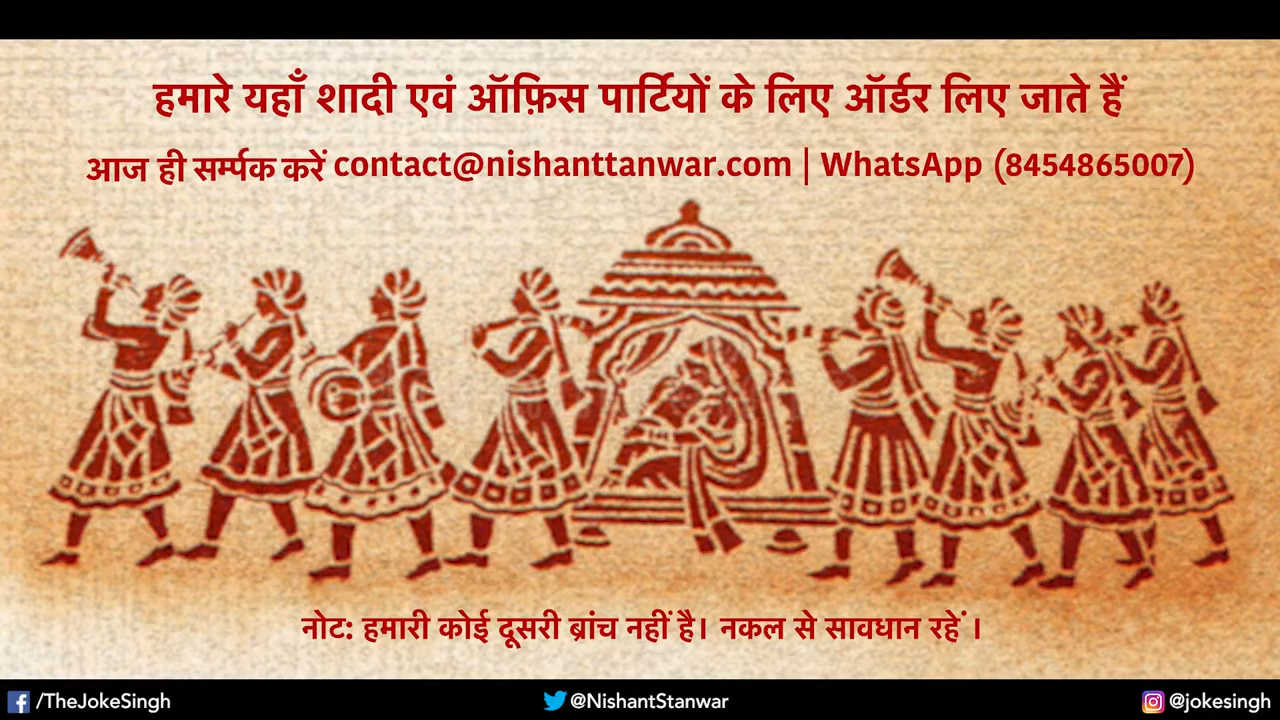 हमारे यहाँ शादी एवं ऑफ़िस पार्टियों के लिए ऑर्डर लिए जाते हैं
आज ही सर्म्पक करें contact@nishanttanwar.com | WhatsApp (8454865007)
नोट: हमारी कोई दूसरी ब्रांच नहीं है। नकल से सावधान रहें ।
/TheJokeSingh @NishantStanwar @jokesingh